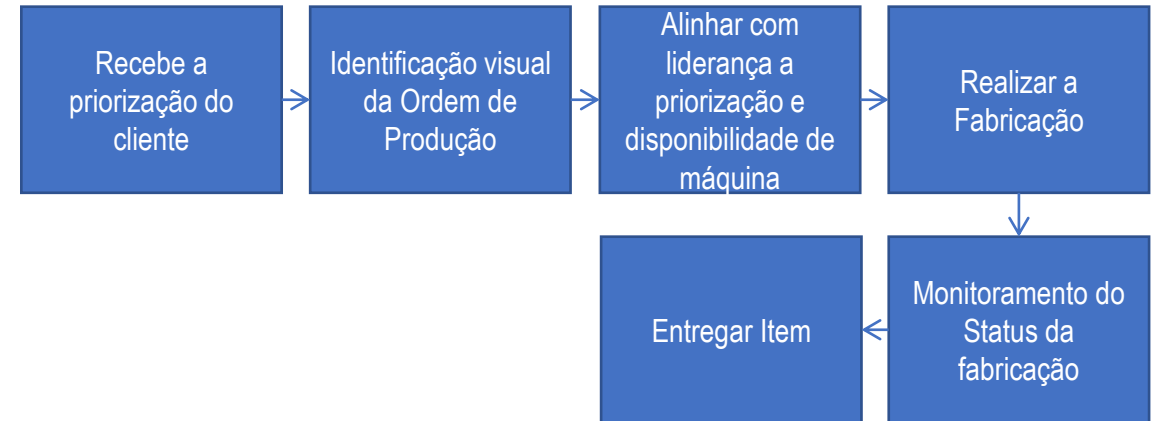 Recebe a
priorização do
cliente
Identificação visual
da Ordem de
Produção
Alinhar com
liderança a
priorização e
disponibilidade de
máquina
Realizar a
Fabricação
Monitoramento do
Status da
fabricação
Entregar Item